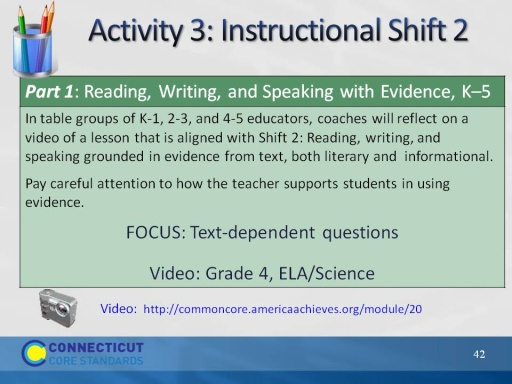 Activity 3: Instructional Shift 2
Part 1: Reading, Writing, and Speaking with Evidence, K–5
In table groups of K-1, 2-3, and 4-5 educators, coaches will reflect on a
video of a lesson that is aligned with Shift 2: Reading, writing, and
speaking grounded in evidence from text, both literary and informational.
Pay careful attention to how the teacher supports students in using
evidence.
FOCUS: Text-dependent questions
Video: Grade 4, ELA/Science
Video: http://commoncore.americaachieves.org/module/20
CONNECTICUT
CORE STANDARDS
42